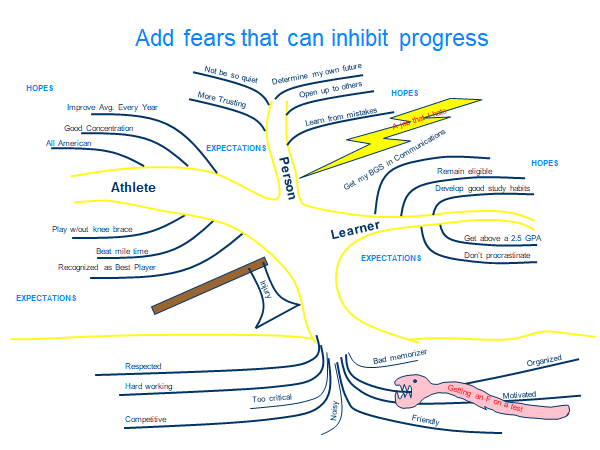 Add fears that can inhibit progress
Not be so quiet
Determine my own future
HOPES
Open up to others
HOPES
More Trusting
Improve Avg. Every Year
Learn from mistakes
A job that I hate
Good Concentration
All American
EXPECTATIONS
Get my BGS in Communications
HOPES
Person
Remain eligible
Athlete
Develop good study habits
Play w/out knee brace
Learner
Get above a 2.5 GPA
Beat mile time
EXPECTATIONS
Don't procrastinate
Recognized as Best Player
Injury
EXPECTATIONS
Bad memorizer
Respected
Organized
Hard working
Too critical
Getting an F on a test
Motivated
Noisy
Competitive
Friendly